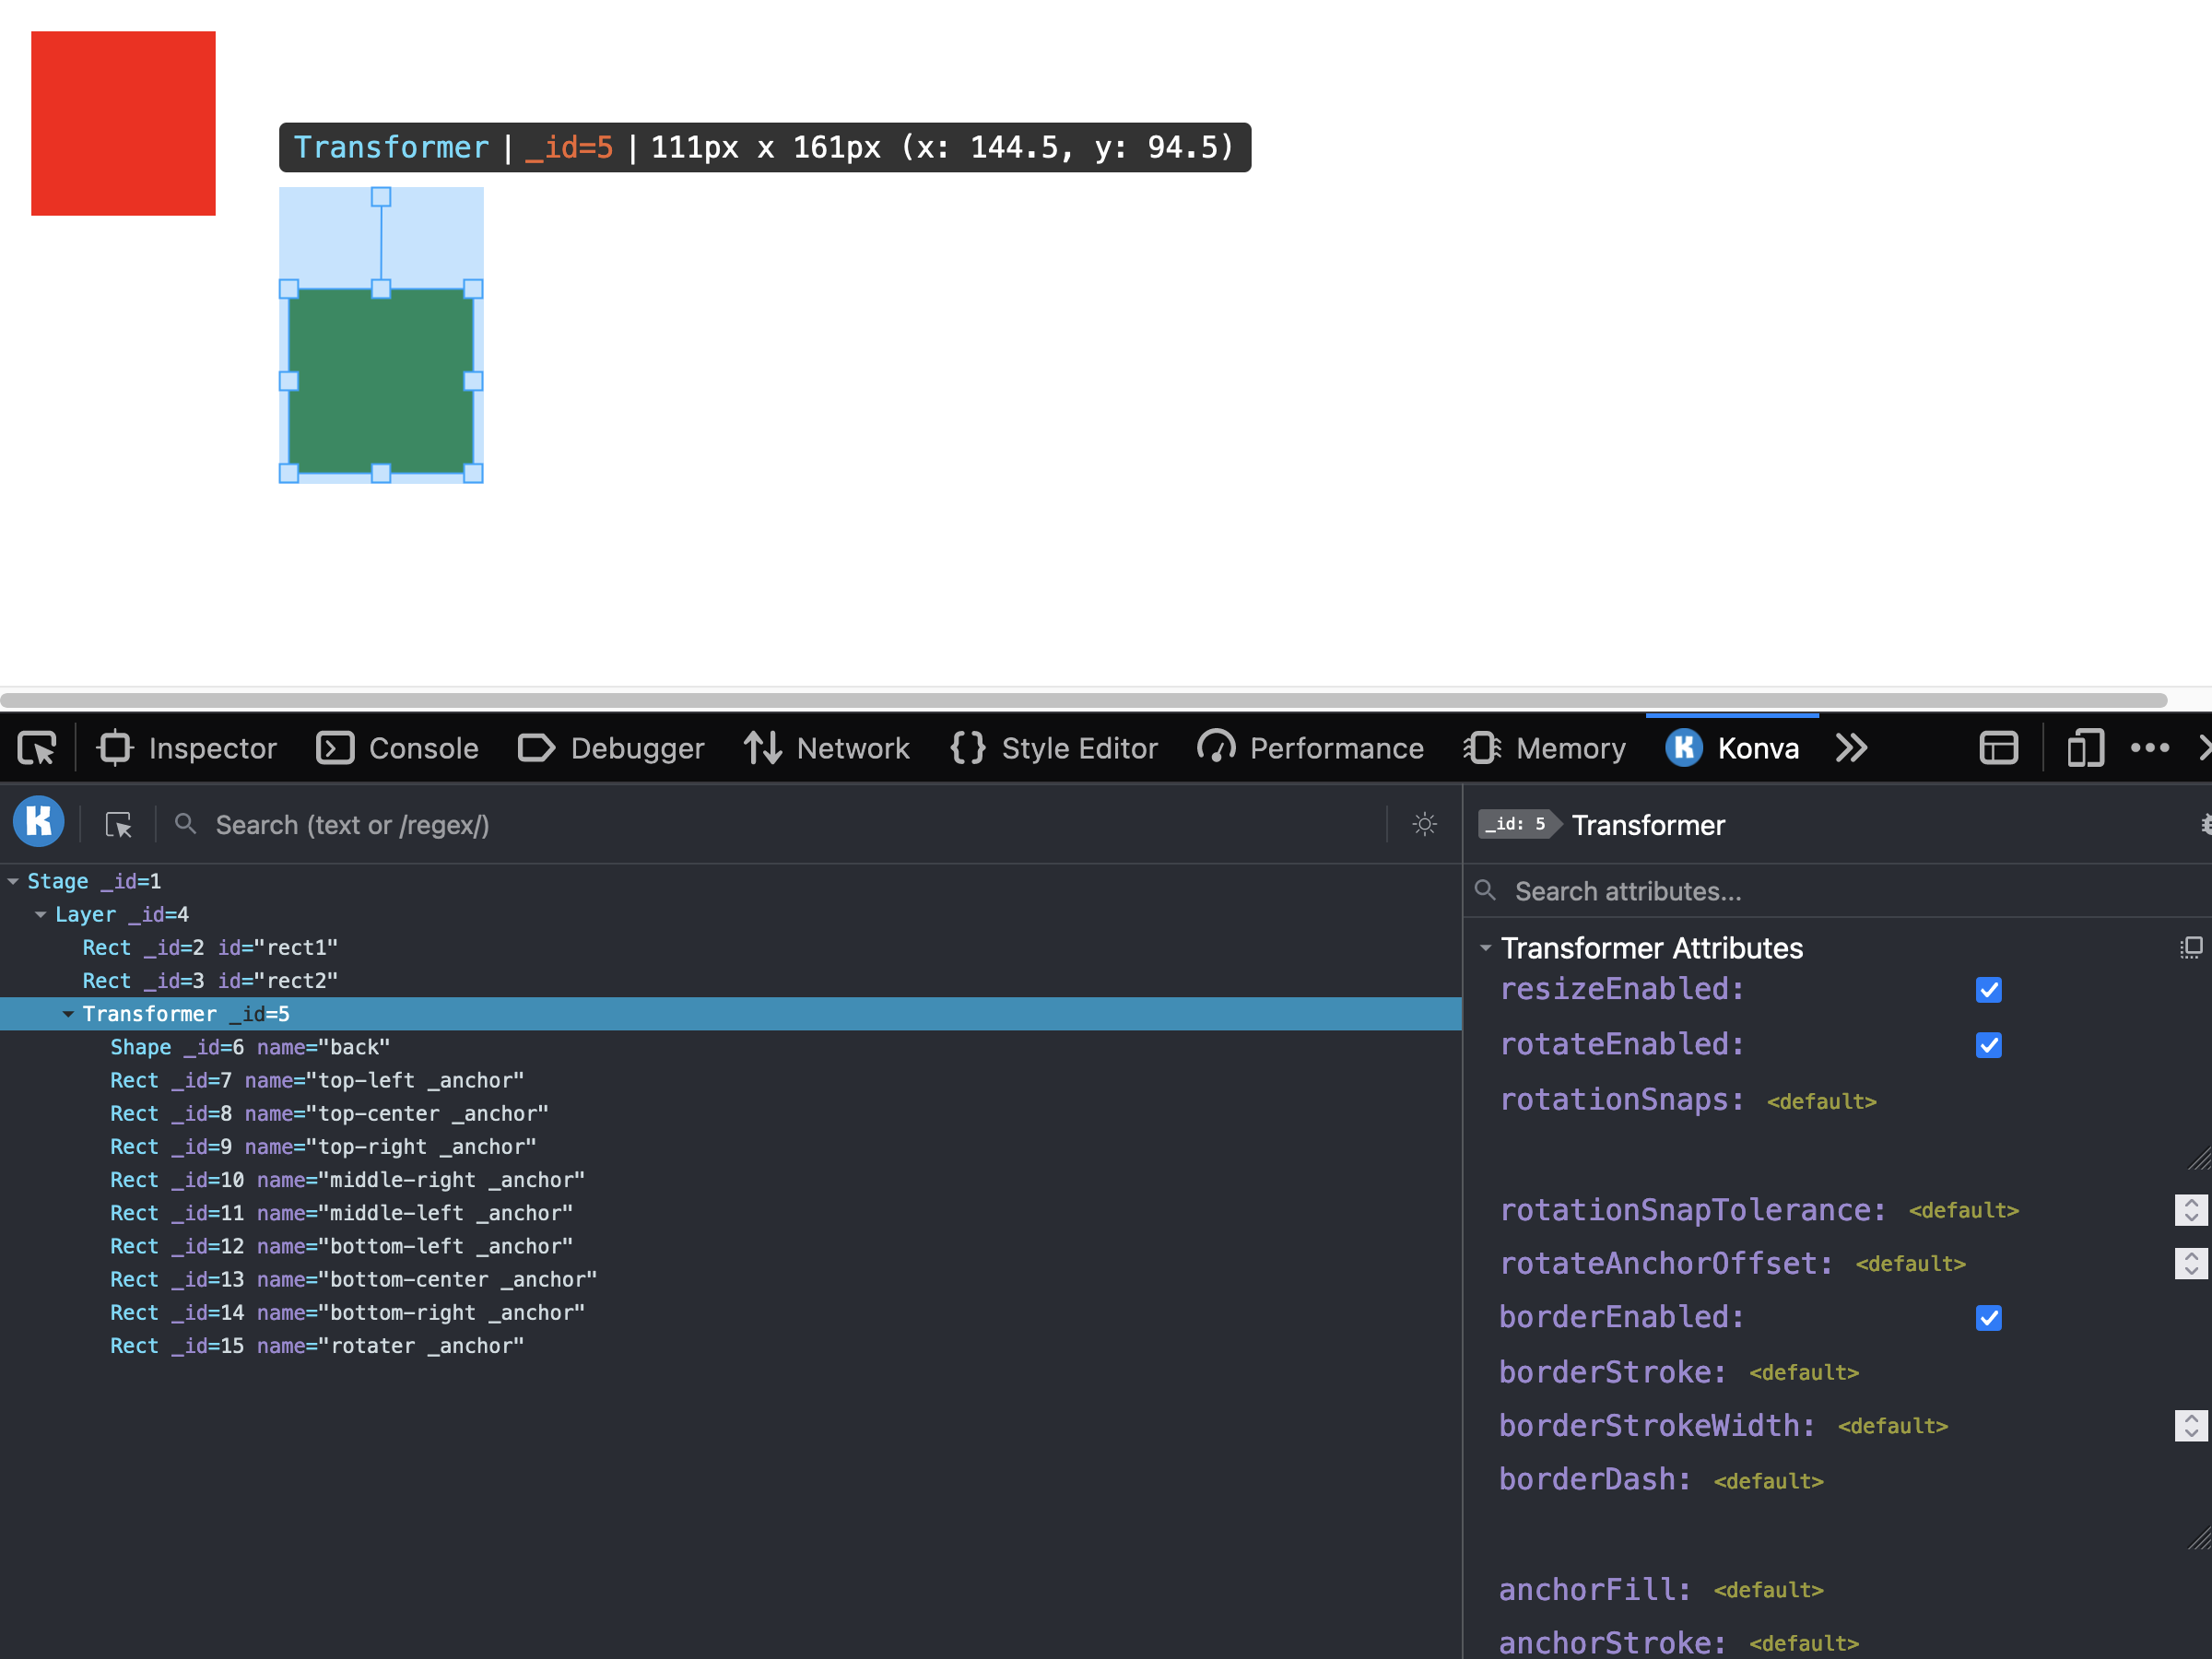 Transformer | _id=5 | 111px x 161px (x: 144.5, y: 94.5)
Inspector Console Debugger Network Style Editor Performance Memory K Konva
K Search (text or /regex/)
_id: 5 Transformer
Search attributes...
Stage _id=1
Layer _id=4
Rect _id=2 id="rect1"
Rect _id=3 id="rect2"
Transformer _id=5
Shape _id=6 name="back"
Rect _id=7 name="top-left _anchor"
Rect _id=8 name="top-center _anchor"
Rect _id=9 name="top-right _anchor"
Rect _id=10 name="middle-right _anchor"
Rect _id=11 name="middle-left _anchor"
Rect _id=12 name="bottom-left _anchor"
Rect _id=13 name="bottom-center _anchor"
Rect _id=14 name="bottom-right _anchor"
Rect _id=15 name="rotater _anchor"
Transformer Attributes
resizeEnabled:
rotateEnabled:
rotationSnaps: <default>
rotationSnapTolerance: <default>
rotateAnchorOffset: <default>
borderEnabled:
borderStroke: <default>
borderStrokeWidth: <default>
borderDash: <default>
anchorFill: <default>
anchorStroke: <default>